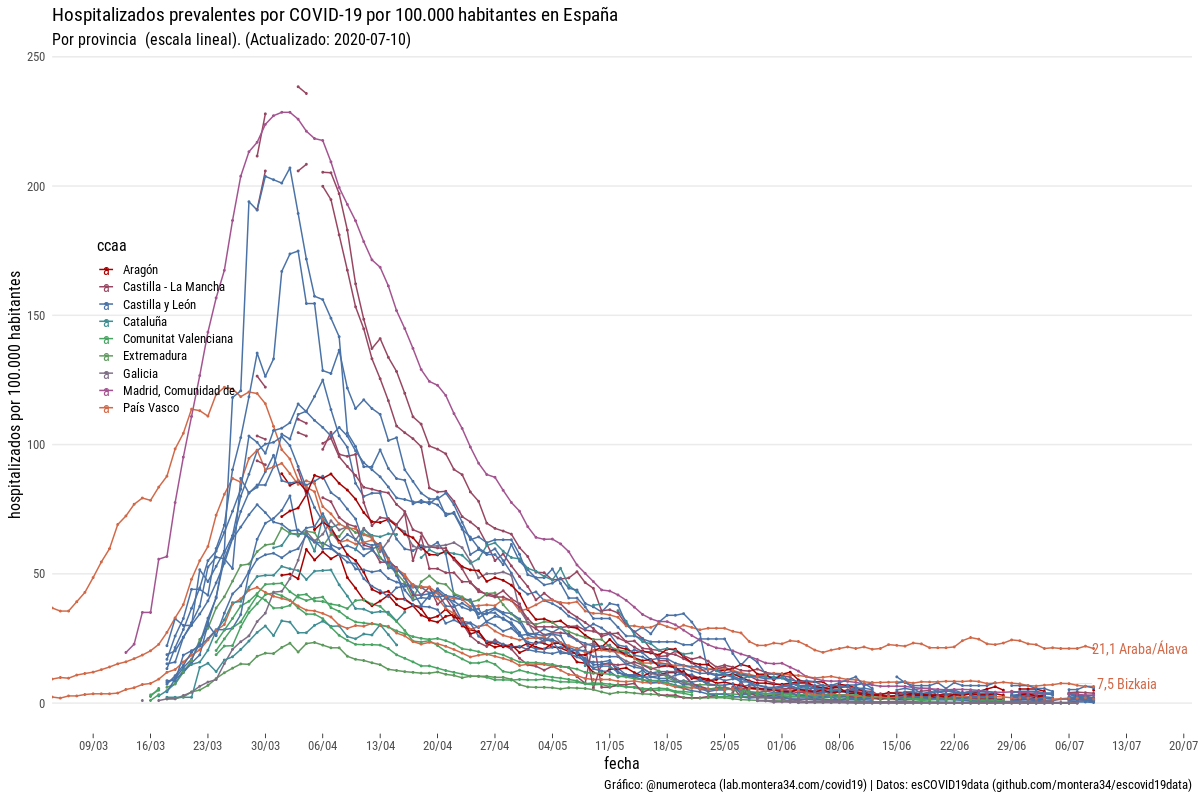 Hospitalizados prevalentes por COVID-19 por 100.000 habitantes en España
Por provincia (escala lineal). (Actualizado: 2020-07-10)
250
200
150
100
50
0
hospitalizados por 100.000 habitantes
ccaa
Aragón
Castilla - La Mancha
Castilla y León
Cataluña
Comunitat Valenciana
Extremadura
Galicia
Madrid, Comunidad de
País Vasco
21,1 Araba/Álava
7,5 Bizkaia
09/03 16/03 23/03 30/03 06/04 13/04 20/04 27/04 04/05 11/05 18/05 25/05 01/06 08/06 15/06 22/06 29/06 06/07 13/07 20/07
fecha
Gráfico: @numeroteca (lab.montera34.com/covid19) | Datos: esCOVID19data (github.com/montera34/escovid19data)